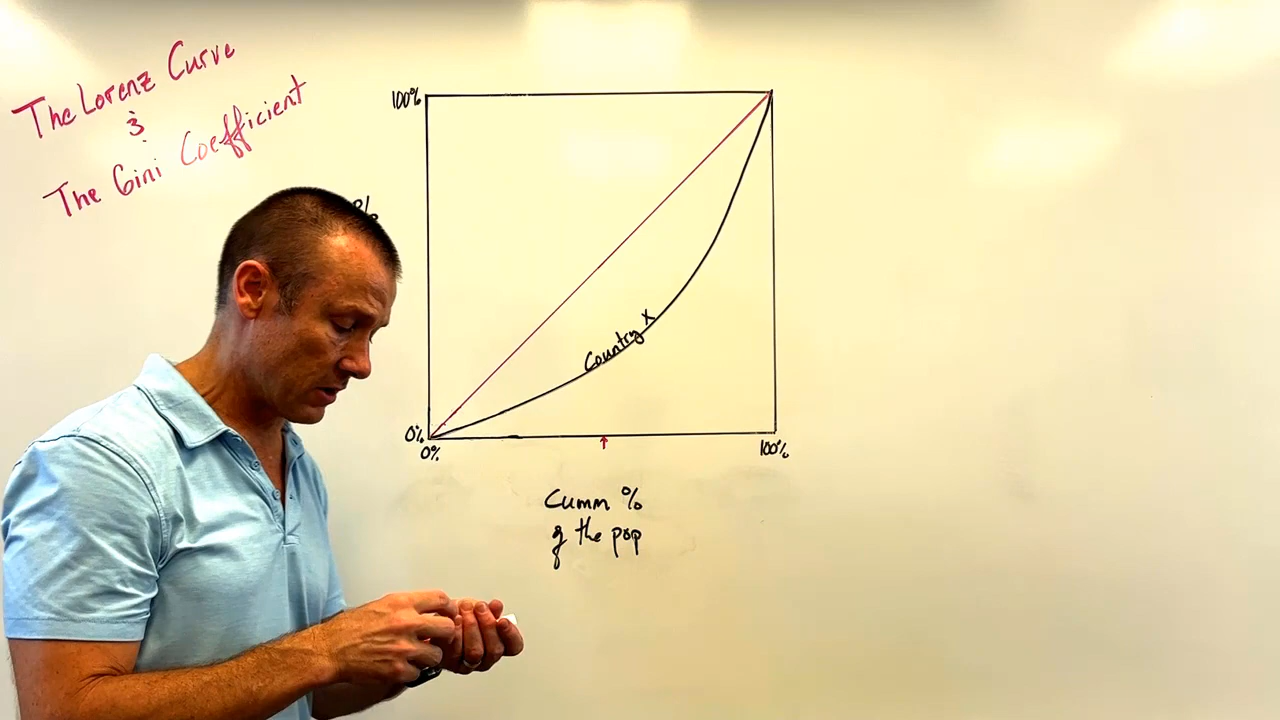 The Lorenz Curve
&
The Gini Coefficient
100%
%
Country X
0%
0%
100%
Cumm %
of the pop